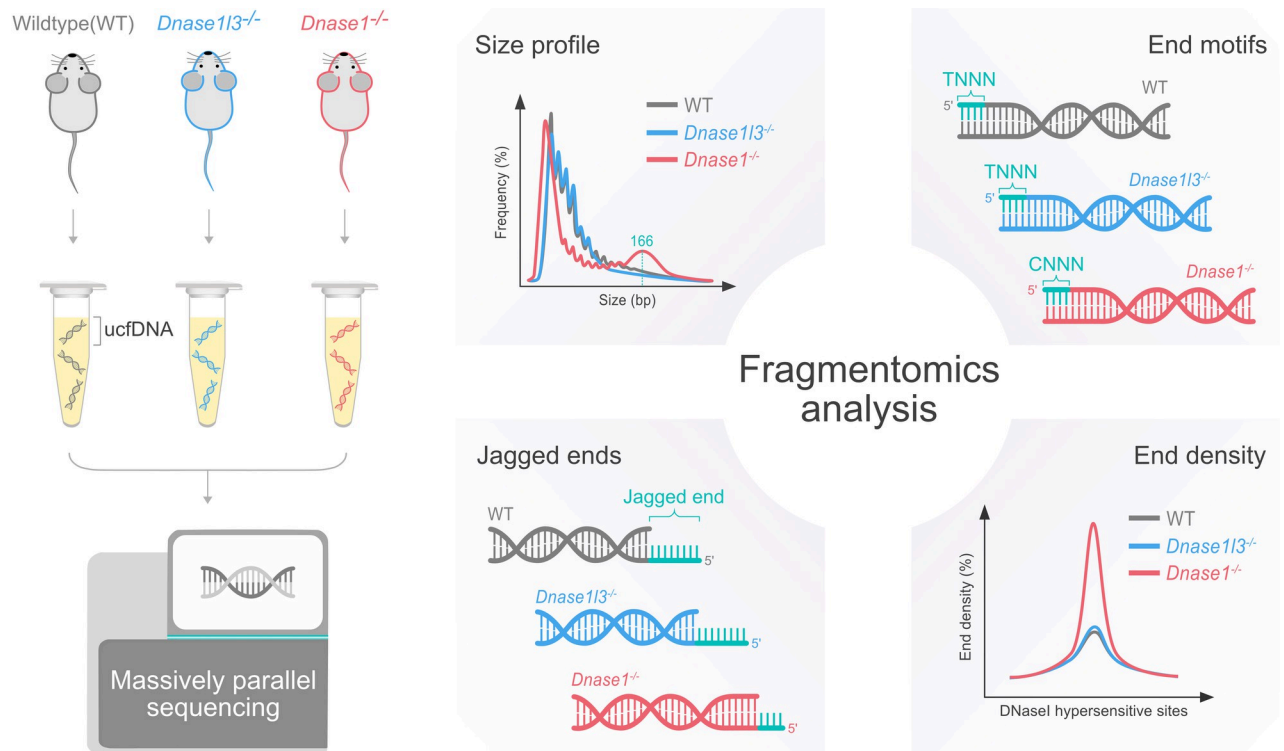 Wildtype(WT)
Dnase1l3-/-
Dnase1-/-
ucfDNA
Massively parallel
sequencing
Size profile
WT
Dnase1l3-/-
Dnase1-/-
166
Frequency (%)
Size (bp)
End motifs
TNNN
5'
WT
TNNN
5'
Dnase1l3-/-
CNNN
5'
Dnase1-/-
Fragmentomics
analysis
Jagged ends
Jagged end
WT
5'
Dnase1l3-/-
5'
Dnase1-/-
5'
End density
WT
Dnase1l3-/-
Dnase1-/-
End density (%)
DNaseI hypersensitive sites